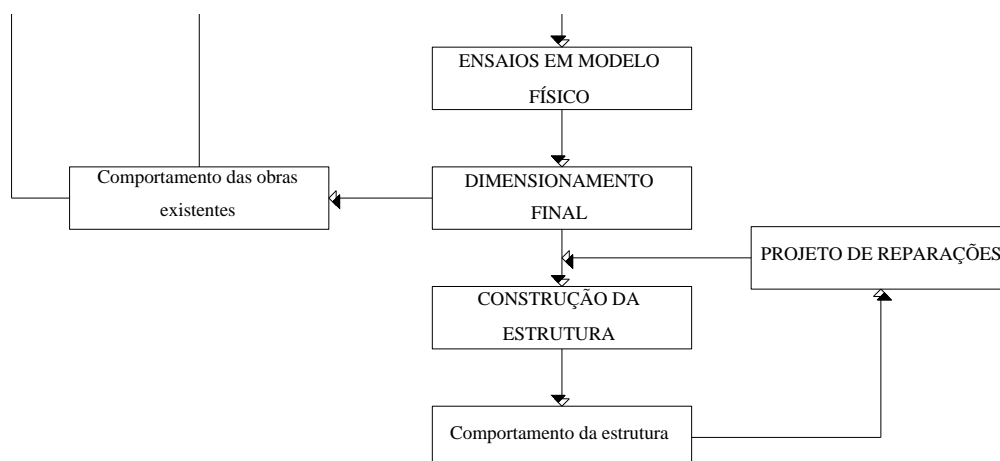 ENSAIOS EM MODELO
FÍSICO
Comportamento das obras
existentes
DIMENSIONAMENTO
FINAL
PROJETO DE REPARAÇÕES
CONSTRUÇÃO DA
ESTRUTURA
Comportamento da estrutura